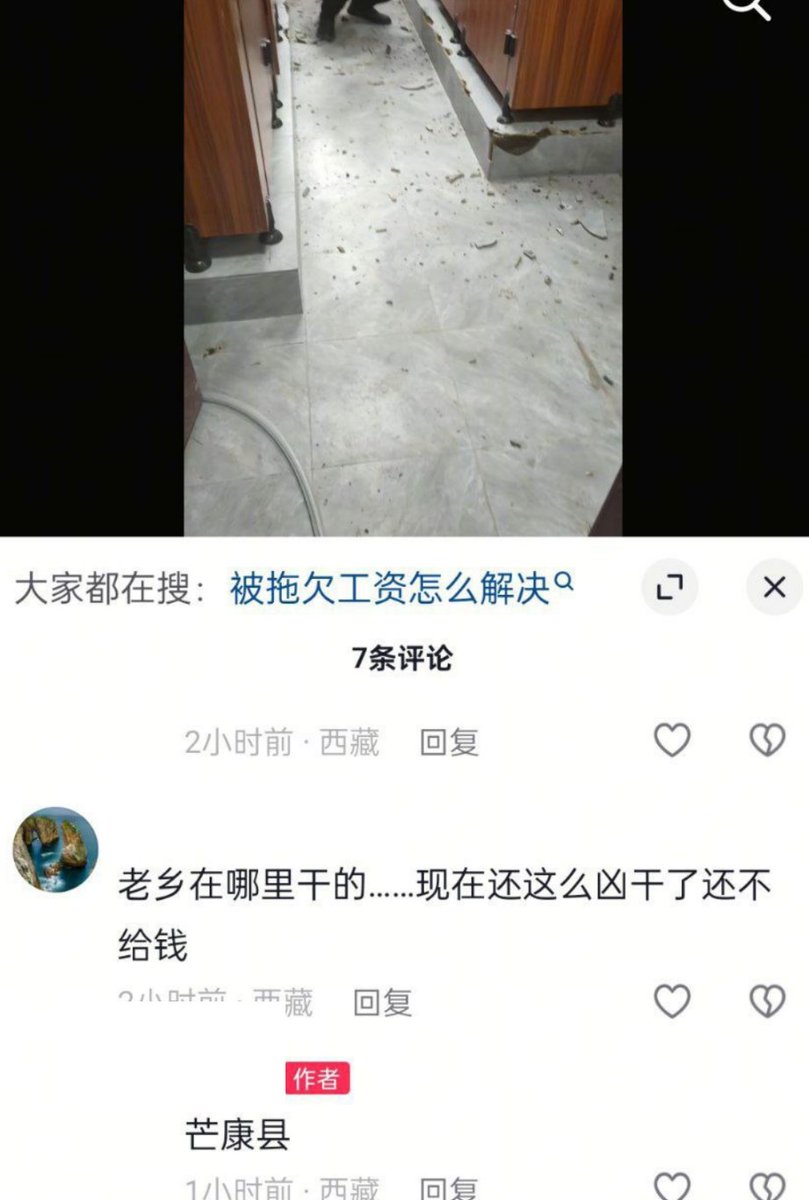 大家都在搜：被拖欠工资怎么解决
7条评论
2小时前 · 西藏 回复
老乡在哪里干的……现在还这么凶干了还不
给钱
2小时前 · 西藏 回复
作者
芒康县
1小时前 · 西藏 回复